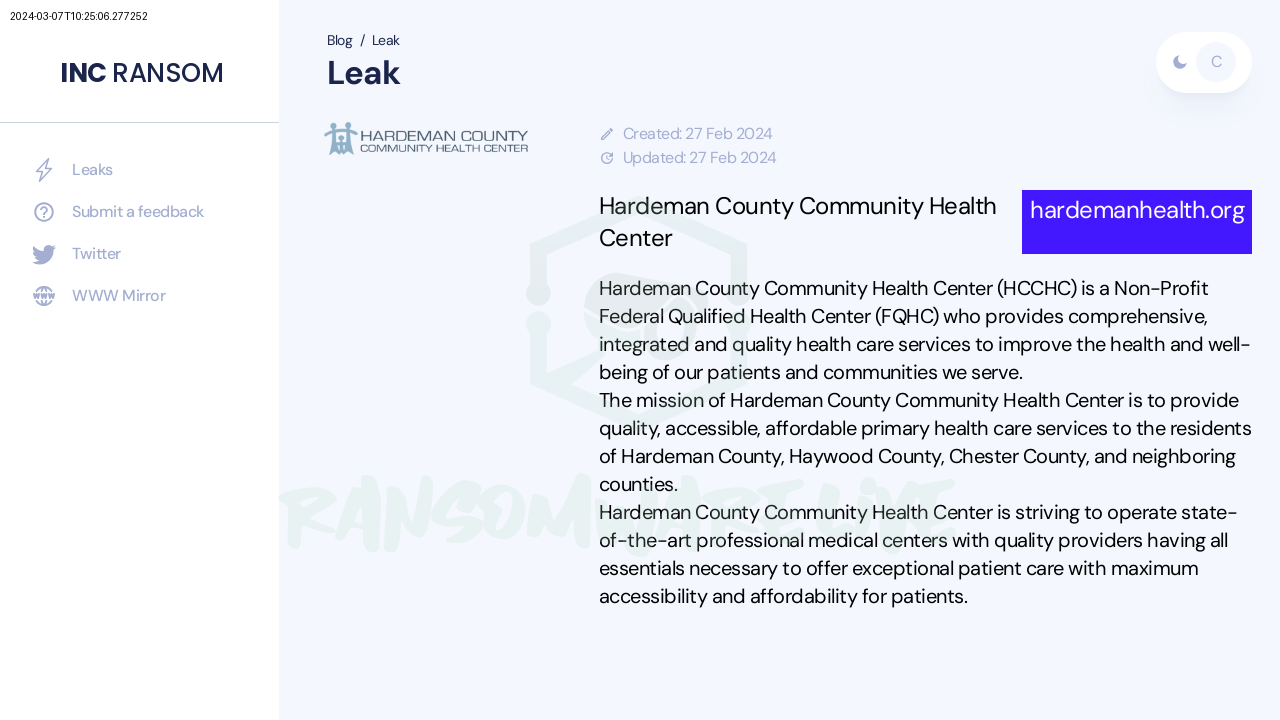 2024-03-07T10:25:06.277252
INC RANSOM
Leaks
Submit a feedback
Twitter
WWW Mirror
Blog / Leak
Leak
C
HARDEMAN COUNTY
COMMUNITY HEALTH CENTER
Created: 27 Feb 2024
Updated: 27 Feb 2024
Hardeman County Community Health
Center
hardemanhealth.org
Hardeman County Community Health Center (HCCHC) is a Non-Profit
Federal Qualified Health Center (FQHC) who provides comprehensive,
integrated and quality health care services to improve the health and well-
being of our patients and communities we serve.
The mission of Hardeman County Community Health Center is to provide
quality, accessible, affordable primary health care services to the residents
of Hardeman County, Haywood County, Chester County, and neighboring
counties.
Hardeman County Community Health Center is striving to operate state-
of-the-art professional medical centers with quality providers having all
essentials necessary to offer exceptional patient care with maximum
accessibility and affordability for patients.
RANSOMWARE LIVE